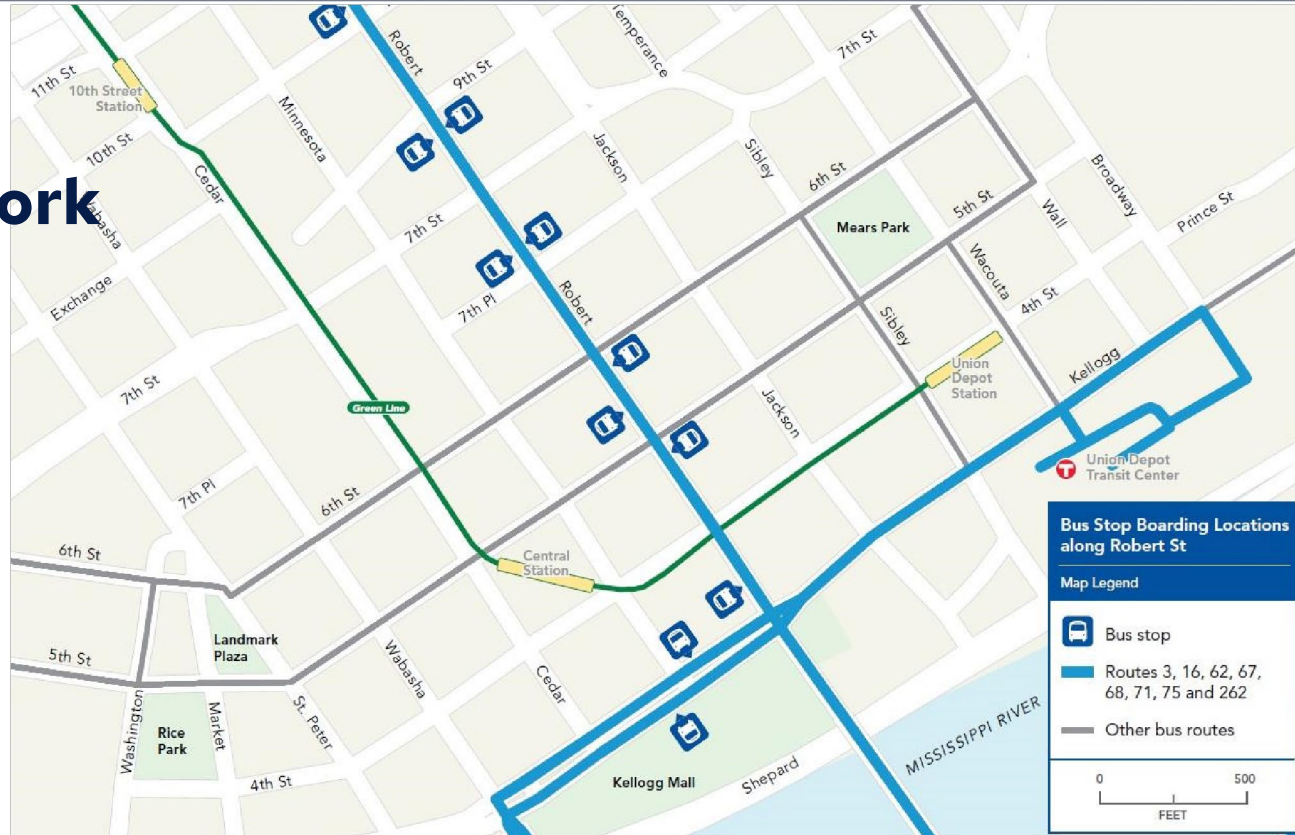 ork
11th St
10th Street
Station
10th St
Cedar
Minnesota
Robert
9th St
Temperance
7th St
Jackson
Sibley
6th St
Mears Park
5th St
Wall
Broadway
Prince St
Exchange
7th St
7th Pl
Robert
Sibley
Wacouta
4th St
Union
Depot
Station
Kellogg
7th St
Green Line
Jackson
Union Depot
Transit Center
T
7th Pl
6th St
6th St
Central
Station
Landmark
Plaza
5th St
Wabasha
Cedar
St. Peter
Washington
Rice
Park
Market
4th St
Kellogg Mall
Shepard
MISSISSIPPI RIVER
Bus Stop Boarding Locations
along Robert St
Map Legend
Bus stop
Routes 3, 16, 62, 67,
68, 71, 75 and 262
Other bus routes
0 500
FEET